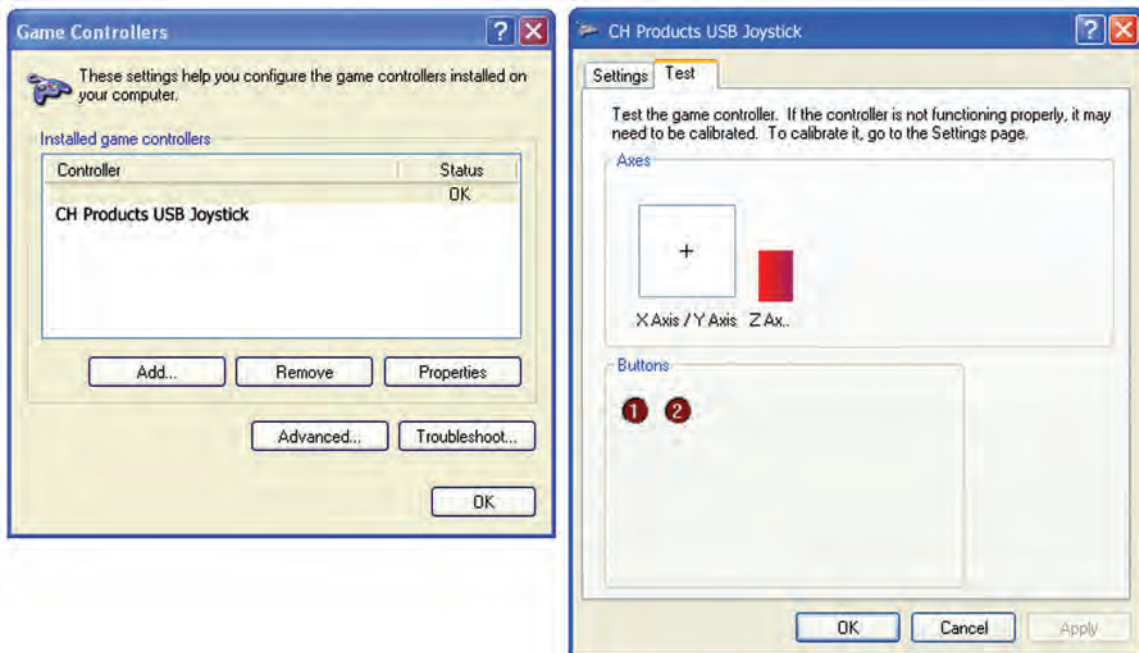 Game Controllers
These settings help you configure the game controllers installed on
your computer.
Installed game controllers
Controller Status
OK
CH Products USB Joystick
Add... Remove Properties
Advanced... Troubleshoot...
OK
CH Products USB Joystick
Settings Test
Test the game controller. If the controller is not functioning properly, it may
need to be calibrated. To calibrate it, go to the Settings page.
Axes
X Axis / Y Axis Z Ax..
Buttons
1 2
OK Cancel Apply